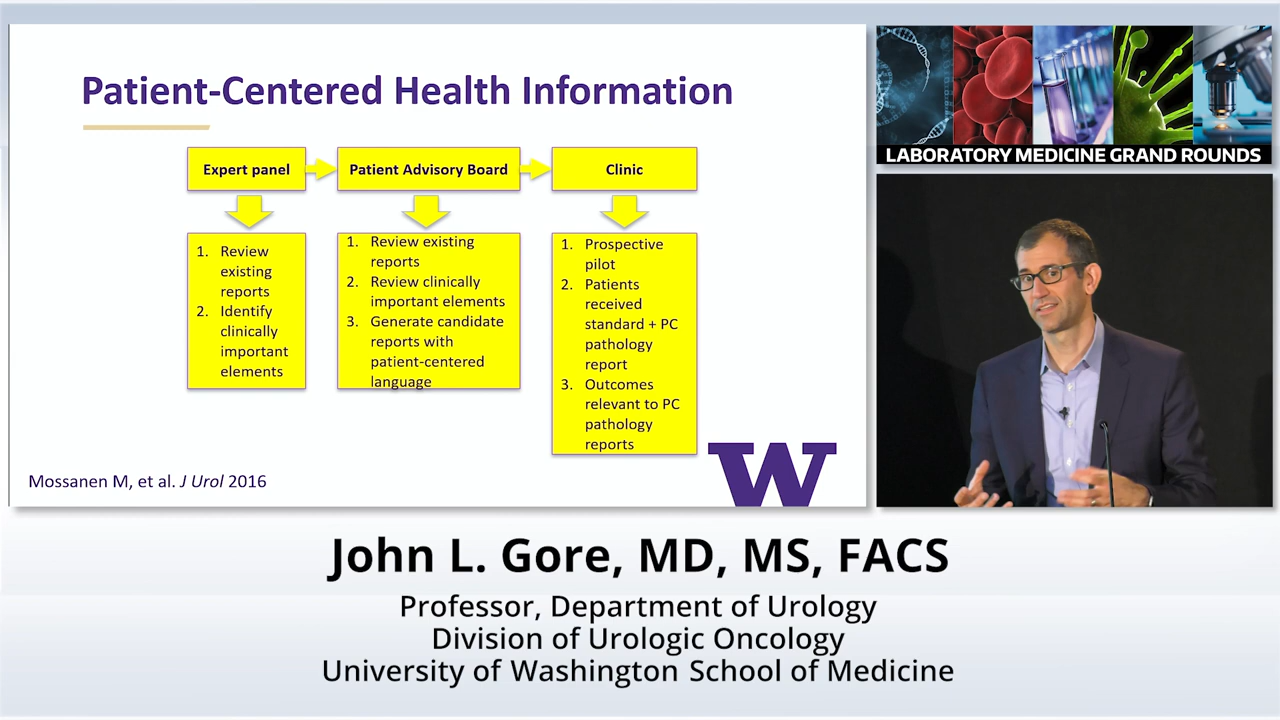 Patient-Centered Health Information
Expert panel
Patient Advisory Board
Clinic
1. Review
existing
reports
2. Identify
clinically
important
elements
1. Review existing
reports
2. Review clinically
important elements
3. Generate candidate
reports with
patient-centered
language
1. Prospective
pilot
2. Patients
received
standard + PC
pathology
report
3. Outcomes
relevant to PC
pathology
reports
Mossanen M, et al. J Urol 2016
W
LABORATORY MEDICINE GRAND ROUNDS
John L. Gore, MD, MS, FACS
Professor, Department of Urology
Division of Urologic Oncology
University of Washington School of Medicine